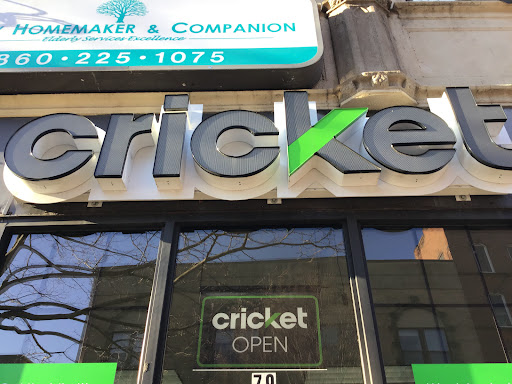 HOMEMAKER & COMPANION
Elderly Services Excellence
860·225·1075
cricket
cricket
OPEN
70